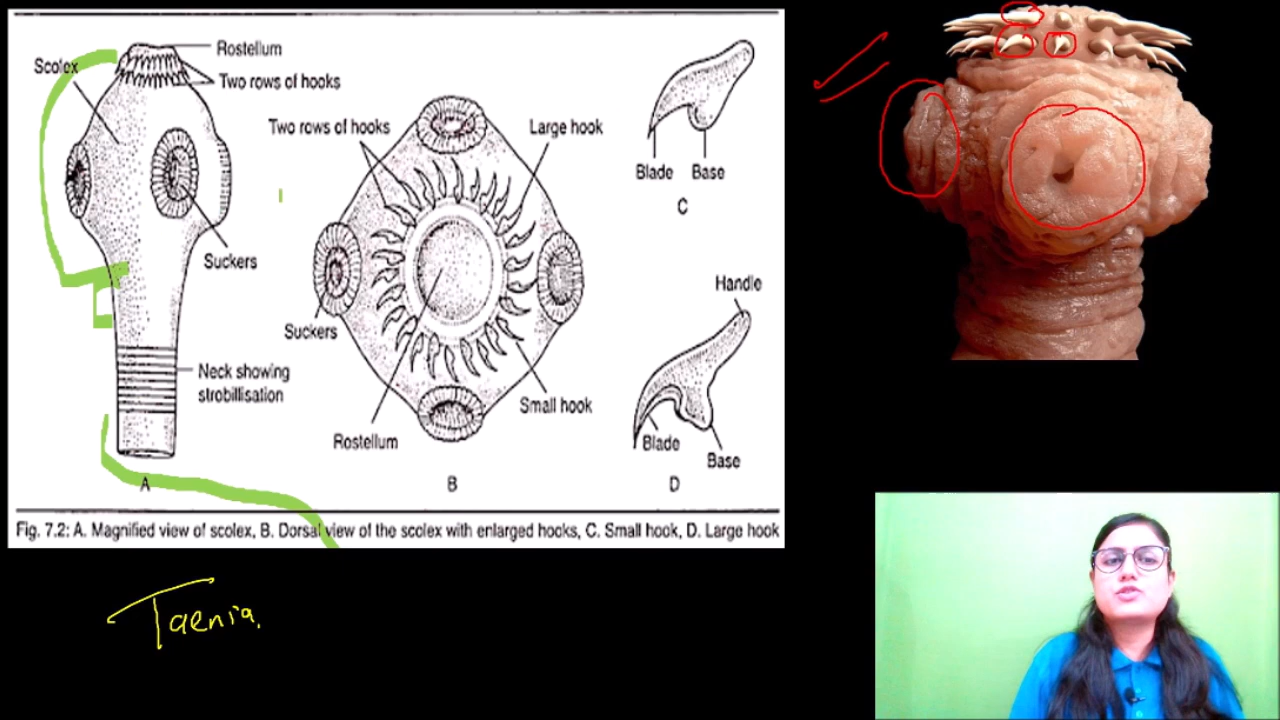 Rostellum
Scolex
Two rows of hooks
Two rows of hooks
Large hook
Blade
Base
C
Suckers
Handle
Suckers
Neck showing
strobillisation
Small hook
Rostellum
Blade
Base
A
B
D
Fig. 7.2: A. Magnified view of scolex, B. Dorsal view of the scolex with enlarged hooks, C. Small hook, D. Large hook
Taenia.